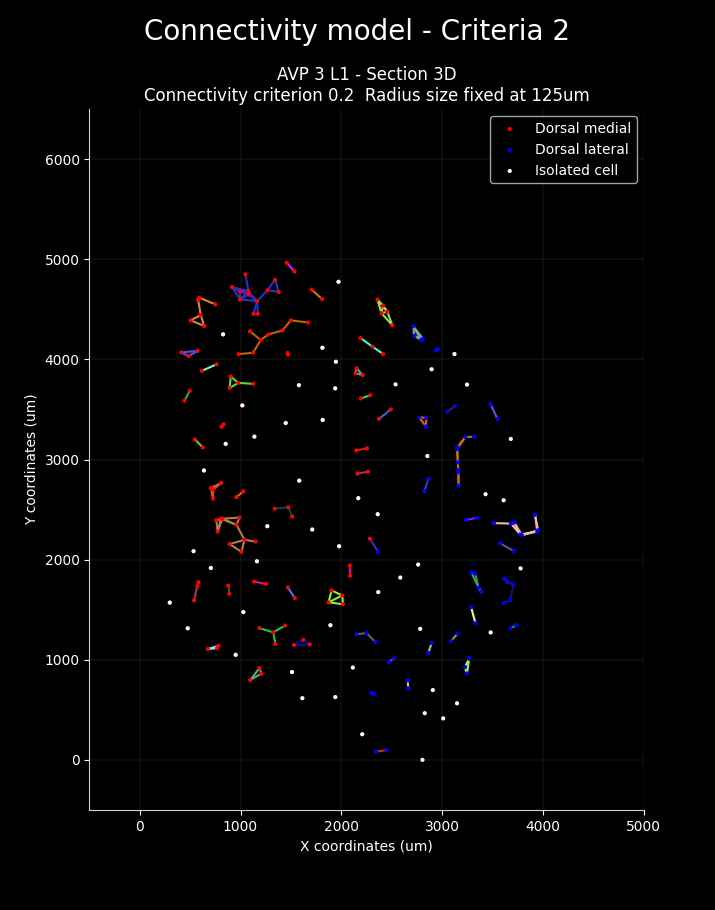 Connectivity model - Criteria 2
AVP 3 L1 - Section 3D
Connectivity criterion 0.2  Radius size fixed at 125um
Dorsal medial
Dorsal lateral
Isolated cell
6000
5000
4000
3000
2000
1000
0
Y coordinates (um)
0 1000 2000 3000 4000 5000
X coordinates (um)